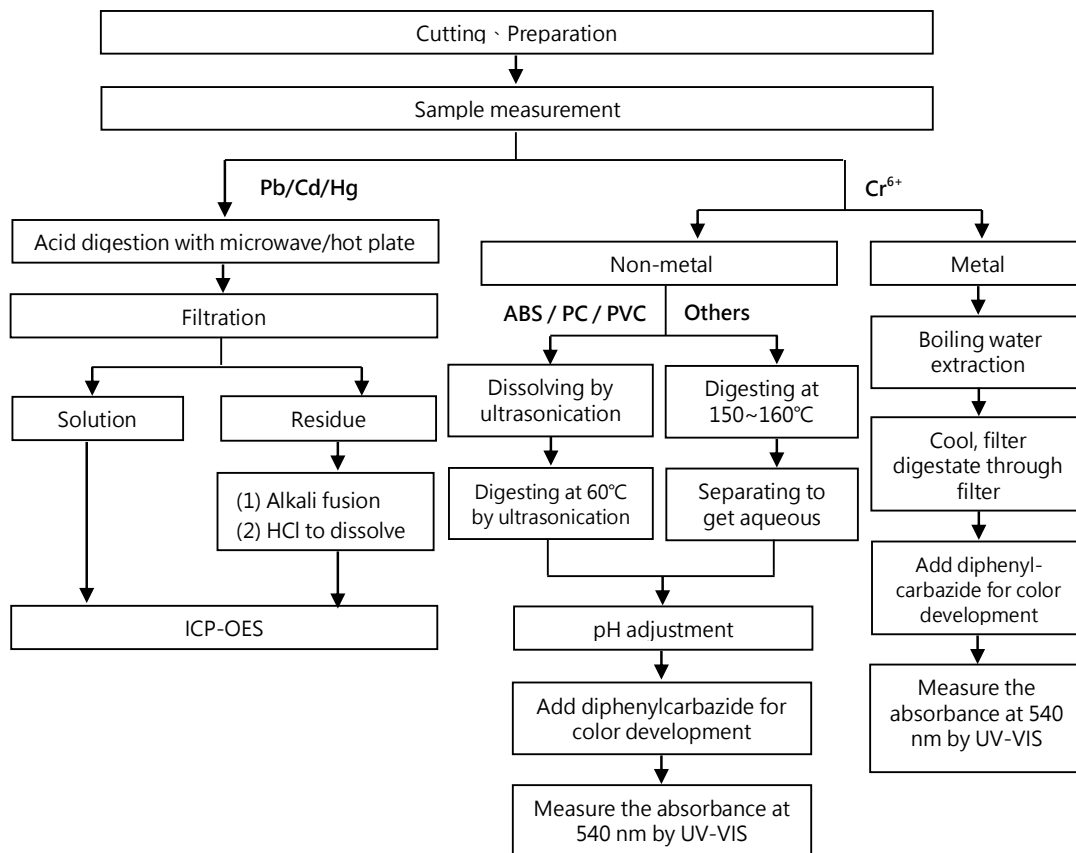 Cutting、Preparation
Sample measurement
Pb/Cd/Hg
Cr⁶⁺
Acid digestion with microwave/hot plate
Filtration
Solution
Residue
(1) Alkali fusion
(2) HCl to dissolve
ICP-OES
Non-metal
ABS / PC / PVC
Others
Dissolving by
ultrasonication
Digesting at
150~160℃
Digesting at 60℃
by ultrasonication
Separating to
get aqueous
pH adjustment
Add diphenylcarbazide for
color development
Measure the absorbance at
540 nm by UV-VIS
Metal
Boiling water
extraction
Cool, filter
digestate through
filter
Add diphenyl-
carbazide for color
development
Measure the
absorbance at 540
nm by UV-VIS